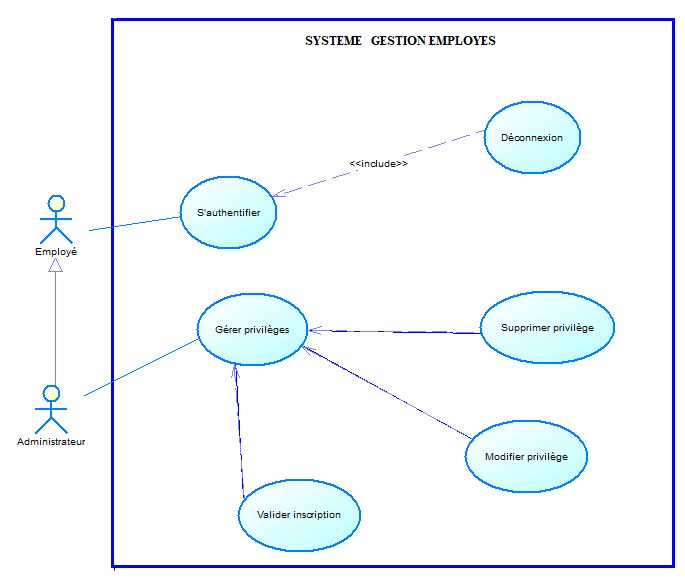 SYSTEME GESTION EMPLOYES
Déconnexion
<<include>>
S'authentifier
Employé
Gérer privilèges
Supprimer privilège
Administrateur
Modifier privilège
Valider inscription